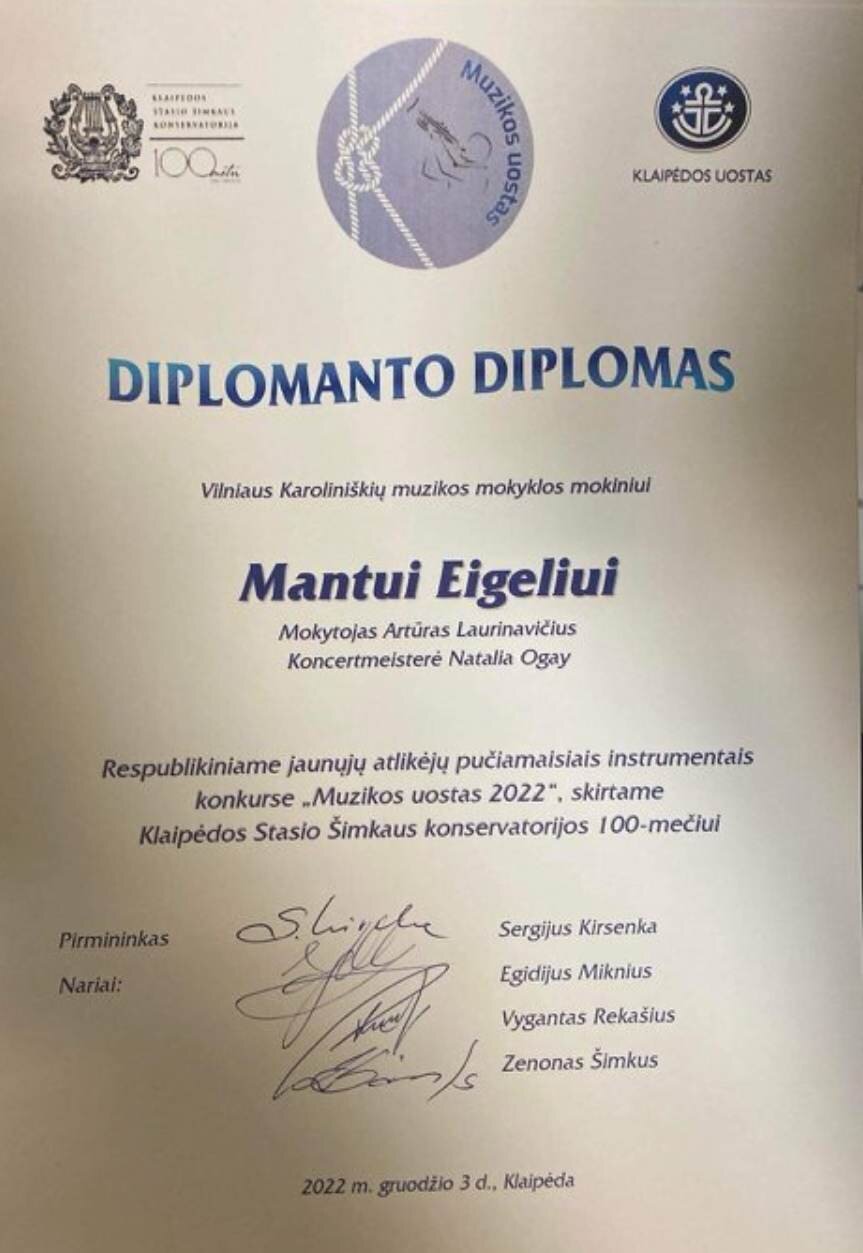 KLAIPĖDOS
STASIO ŠIMKAUS
KONSERVATORIJA
100 metų
Muzikos uostas
KLAIPĖDOS UOSTAS
DIPLOMANTO DIPLOMAS
Vilniaus Karoliniškių muzikos mokyklos mokiniui
Mantui Eigeliui
Mokytojas Artūras Laurinavičius
Koncertmeisterė Natalia Ogay
Respublikiniame jaunųjų atlikėjų pučiamaisiais instrumentais
konkurse „Muzikos uostas 2022“, skirtame
Klaipėdos Stasio Šimkaus konservatorijos 100-mečiui
Pirmininkas Sergijus Kirsenka
Nariai: Egidijus Miknius
Vygantas Rekašius
Zenonas Šimkus
2022 m. gruodžio 3 d., Klaipėda